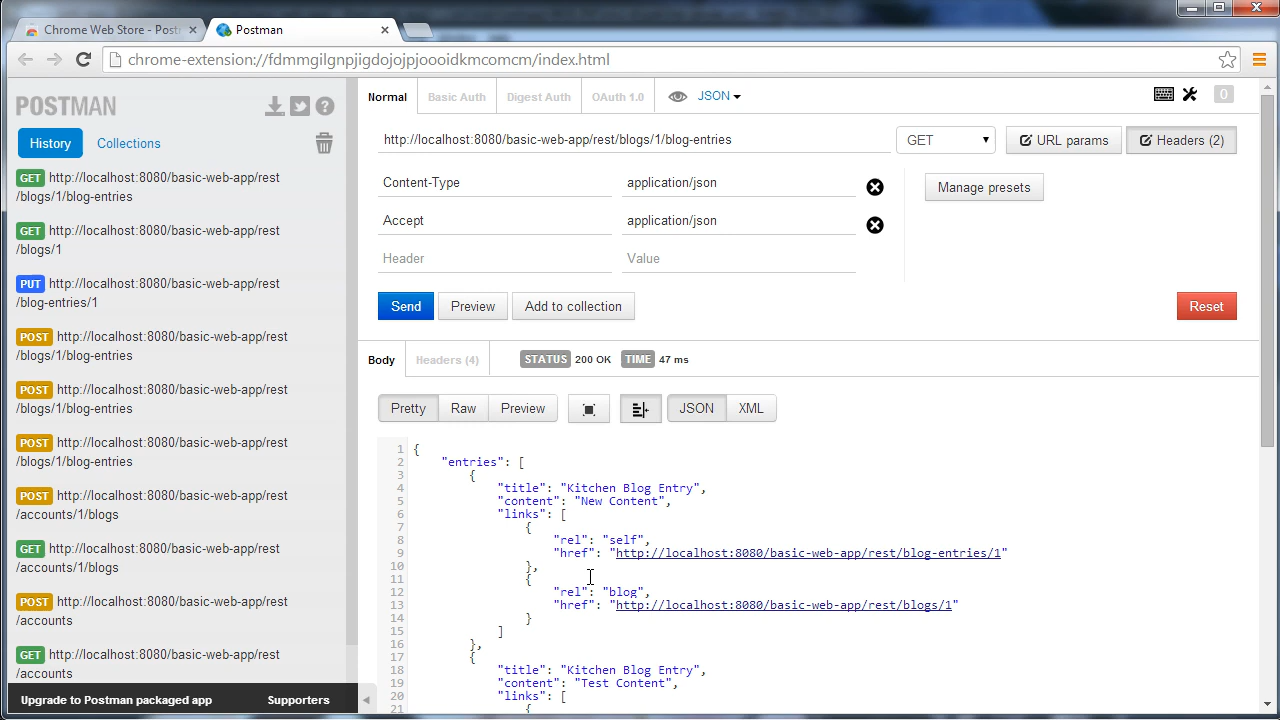 Chrome Web Store - Post
Postman
chrome-extension://fdmmgilgnpjigdojojpjoooidkmcomcm/index.html
POSTMAN
History
Collections
GET http://localhost:8080/basic-web-app/rest
/blogs/1/blog-entries
GET http://localhost:8080/basic-web-app/rest
/blogs/1
PUT http://localhost:8080/basic-web-app/rest
/blog-entries/1
POST http://localhost:8080/basic-web-app/rest
/blogs/1/blog-entries
POST http://localhost:8080/basic-web-app/rest
/blogs/1/blog-entries
POST http://localhost:8080/basic-web-app/rest
/blogs/1/blog-entries
POST http://localhost:8080/basic-web-app/rest
/accounts/1/blogs
GET http://localhost:8080/basic-web-app/rest
/accounts/1/blogs
POST http://localhost:8080/basic-web-app/rest
/accounts
GET http://localhost:8080/basic-web-app/rest
/accounts
Upgrade to Postman packaged app Supporters
Normal Basic Auth Digest Auth OAuth 1.0 JSON 0
http://localhost:8080/basic-web-app/rest/blogs/1/blog-entries GET URL params Headers (2)
Content-Type application/json Manage presets
Accept application/json
Header Value
Send Preview Add to collection Reset
Body Headers (4) STATUS 200 OK TIME 47 ms
Pretty Raw Preview JSON XML
1 {
2 "entries": [
3 {
4 "title": "Kitchen Blog Entry",
5 "content": "New Content",
6 "links": [
7 {
8 "rel": "self",
9 "href": "http://localhost:8080/basic-web-app/rest/blog-entries/1"
10 },
11 {
12 "rel": "blog",
13 "href": "http://localhost:8080/basic-web-app/rest/blogs/1"
14 }
15 ]
16 },
17 {
18 "title": "Kitchen Blog Entry",
19 "content": "Test Content",
20 "links": [
21 {